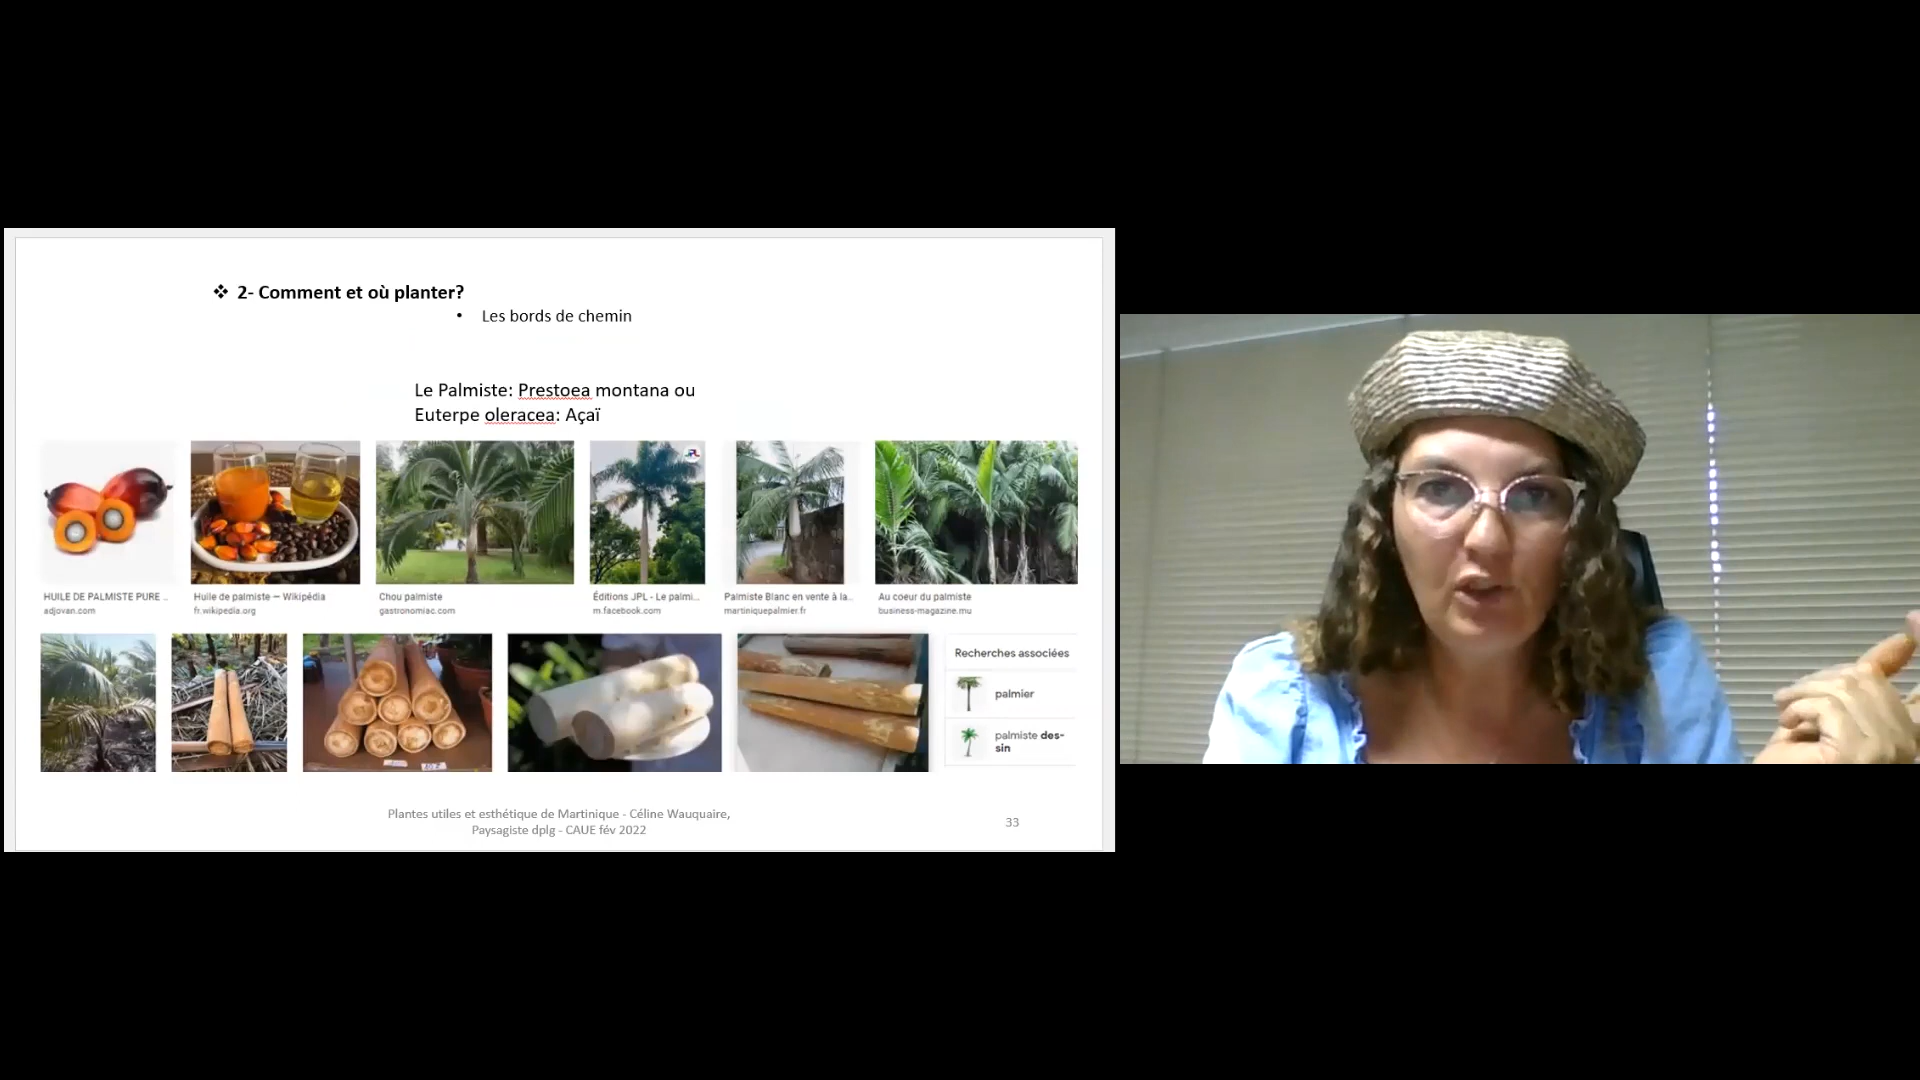 ❖ 2- Comment et où planter?
• Les bords de chemin
Le Palmiste: Prestoea montana ou
Euterpe oleracea: Açaï
JPL
HUILE DE PALMISTE PURE ...
adjovan.com
Huile de palmiste — Wikipédia
fr.wikipedia.org
Chou palmiste
gastronomiac.com
Éditions JPL - Le palmi...
m.facebook.com
Palmiste Blanc en vente à la...
martiniquepalmier.fr
Au coeur du palmiste
business-magazine.mu
Recherches associées
palmier
palmiste des-
sin
Plantes utiles et esthétique de Martinique - Céline Wauquaire,
Paysagiste dplg - CAUE fév 2022
33